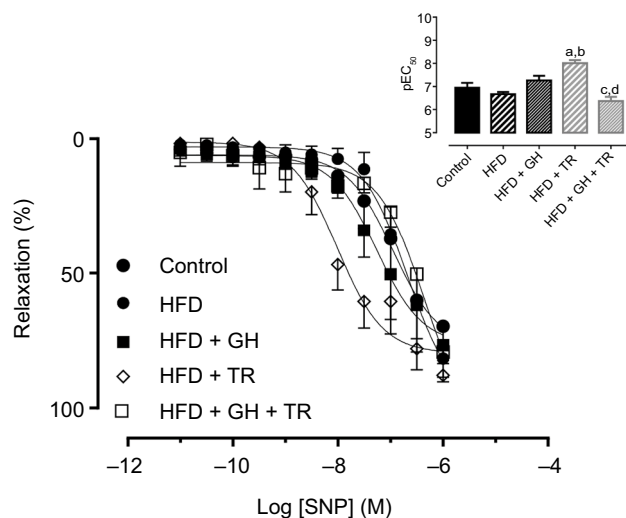 10
9
8
7
6
5
pEC50
a,b
c,d
Control
HFD
HFD + GH
HFD + TR
HFD + GH + TR
0
50
100
Relaxation (%)
Control
HFD
HFD + GH
HFD + TR
HFD + GH + TR
–12
–10
–8
–6
–4
Log [SNP] (M)